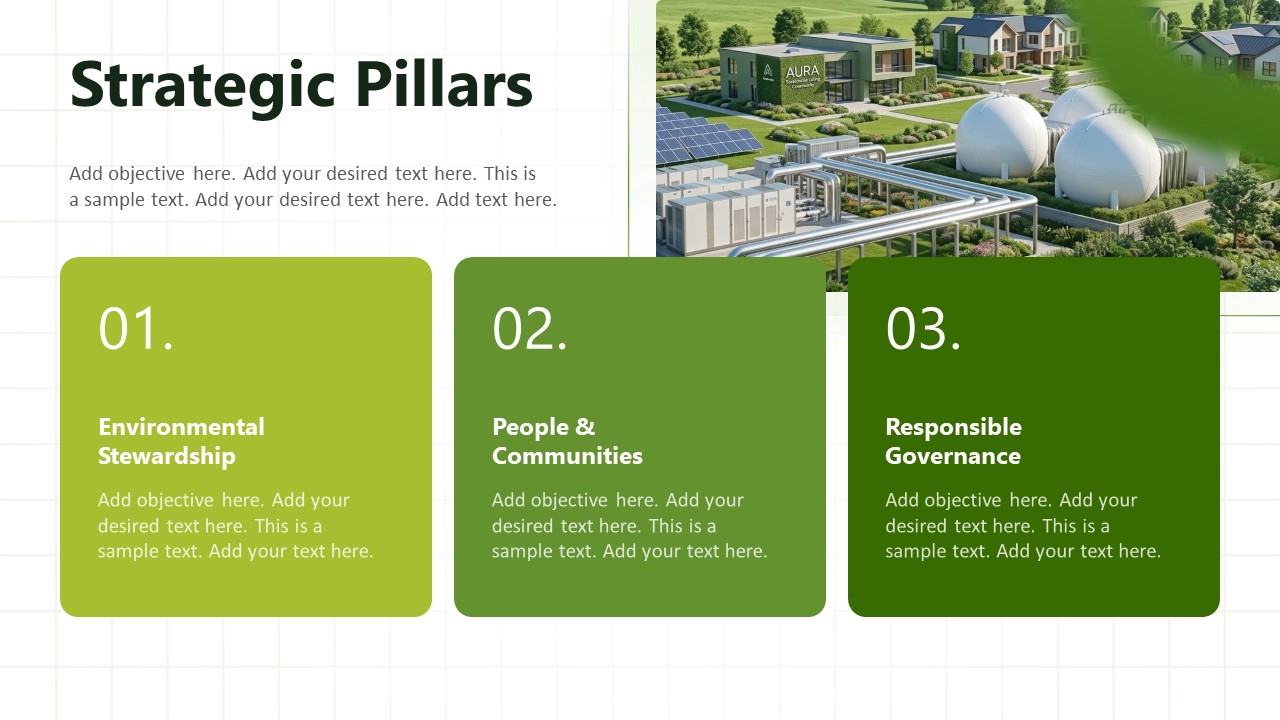 Strategic Pillars
Add objective here. Add your desired text here. This is
a sample text. Add your desired text here. Add text here.
AURA
01.
Environmental
Stewardship
Add objective here. Add your
desired text here. This is a
sample text. Add your text here.
02.
People &
Communities
Add objective here. Add your
desired text here. This is a
sample text. Add your text here.
03.
Responsible
Governance
Add objective here. Add your
desired text here. This is a
sample text. Add your text here.